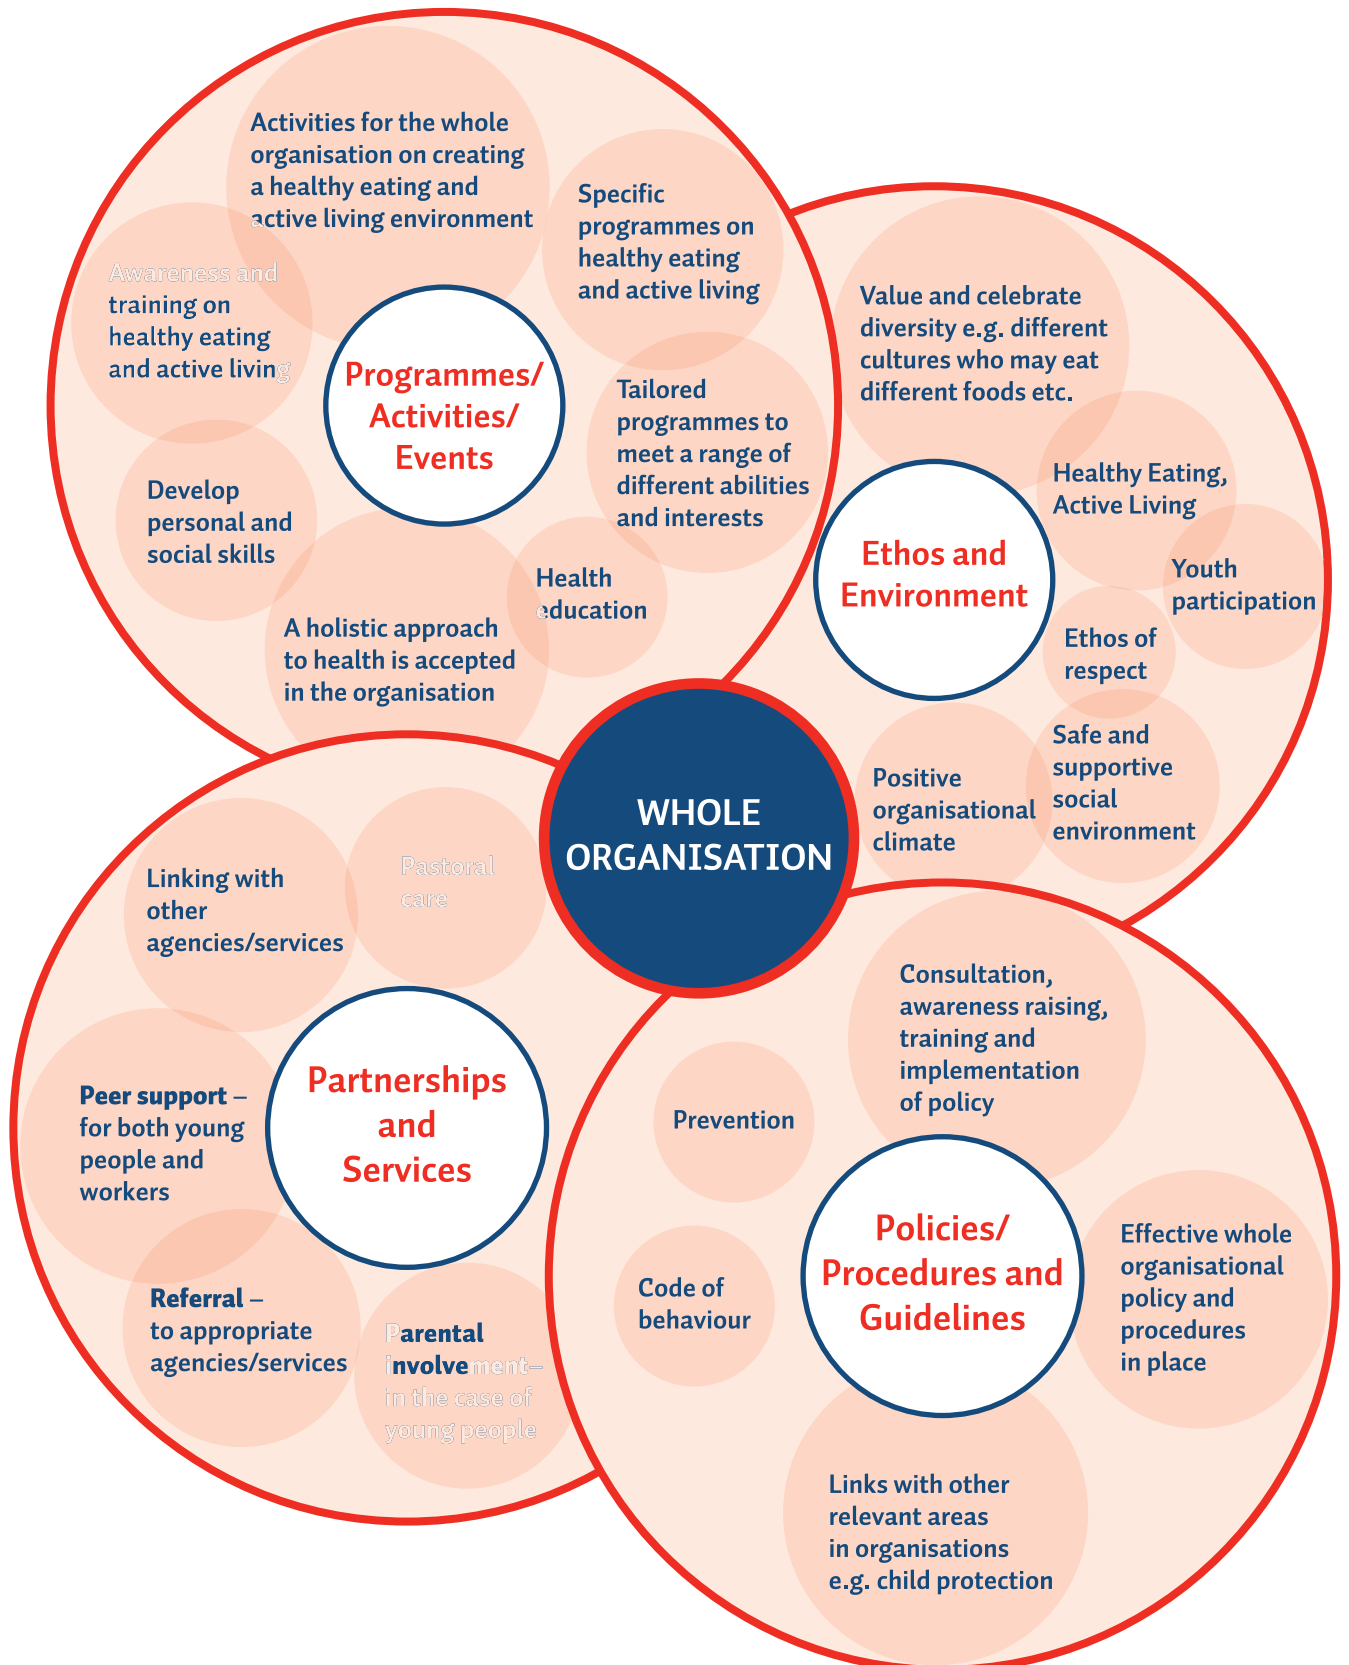 Activities for the whole
organisation on creating
a healthy eating and
active living environment
Specific
programmes on
healthy eating
and active living
Awareness and
training on
healthy eating
and active living
Programmes/
Activities/
Events
Tailored
programmes to
meet a range of
different abilities
and interests
Develop
personal and
social skills
Health
education
A holistic approach
to health is accepted
in the organisation
Value and celebrate
diversity e.g. different
cultures who may eat
different foods etc.
Healthy Eating,
Active Living
Ethos and
Environment
Youth
participation
Ethos of
respect
Safe and
supportive
social
environment
Positive
organisational
climate
WHOLE
ORGANISATION
Linking with
other
agencies/services
Pastoral
care
Partnerships
and
Services
Peer support –
for both young
people and
workers
Referral –
to appropriate
agencies/services
Parental
involvement–
in the case of
young people
Consultation,
awareness raising,
training and
implementation
of policy
Prevention
Policies/
Procedures and
Guidelines
Code of
behaviour
Effective whole
organisational
policy and
procedures
in place
Links with other
relevant areas
in organisations
e.g. child protection